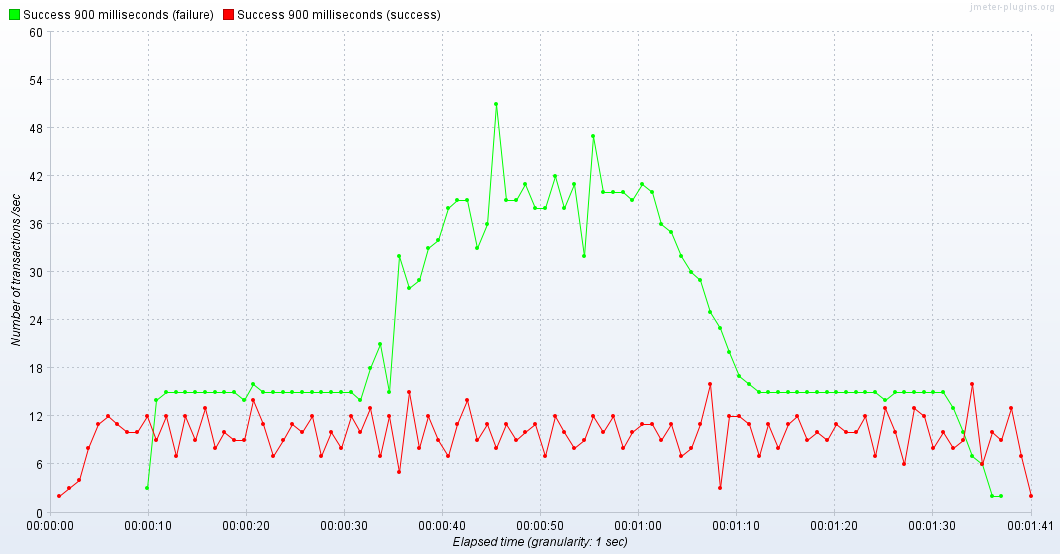 jmeter-plugins.org
Success 900 milliseconds (failure) Success 900 milliseconds (success)
60
54
48
42
36
30
24
18
12
6
0
Number of transactions /sec
00:00:00 00:00:10 00:00:20 00:00:30 00:00:40 00:00:50 00:01:00 00:01:10 00:01:20 00:01:30 00:01:41
Elapsed time (granularity: 1 sec)